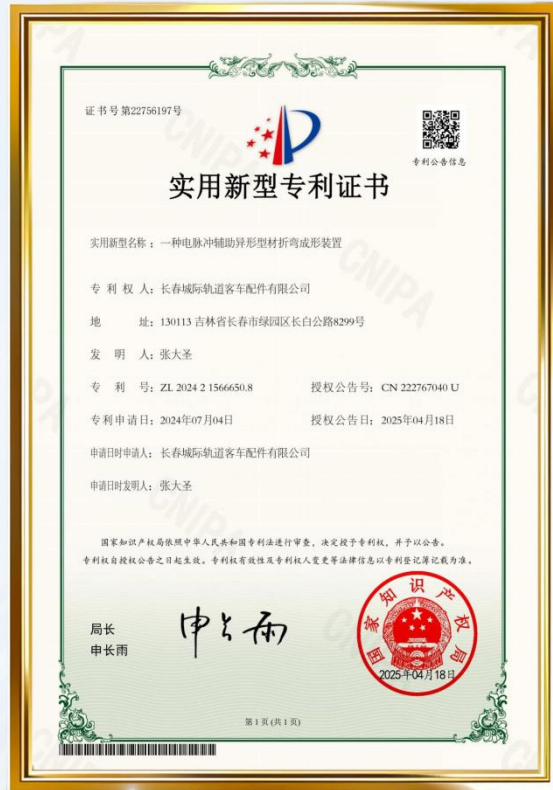 证书号第22756197号
专利公告信息
实用新型专利证书
实用新型名称：一种电脉冲辅助异形型材折弯成形装置
专利权人：长春城际轨道客车配件有限公司
地址：130113 吉林省长春市绿园区长白公路8299号
发明人：张大圣
专利号：ZL 2024 2 1566650.8 授权公告号：CN 222767040 U
专利申请日：2024年07月04日 授权公告日：2025年04月18日
申请日时申请人：长春城际轨道客车配件有限公司
申请日时发明人：张大圣
国家知识产权局依照中华人民共和国专利法进行审查，决定授予专利权，并予以公告。
专利权自授权公告之日起生效。专利权有效性及专利权人变更等法律信息以专利登记簿记载为准。
局长
申长雨
申长雨
国家知识产权局
2025年04月18日
第1页(共1页)
CNIPA